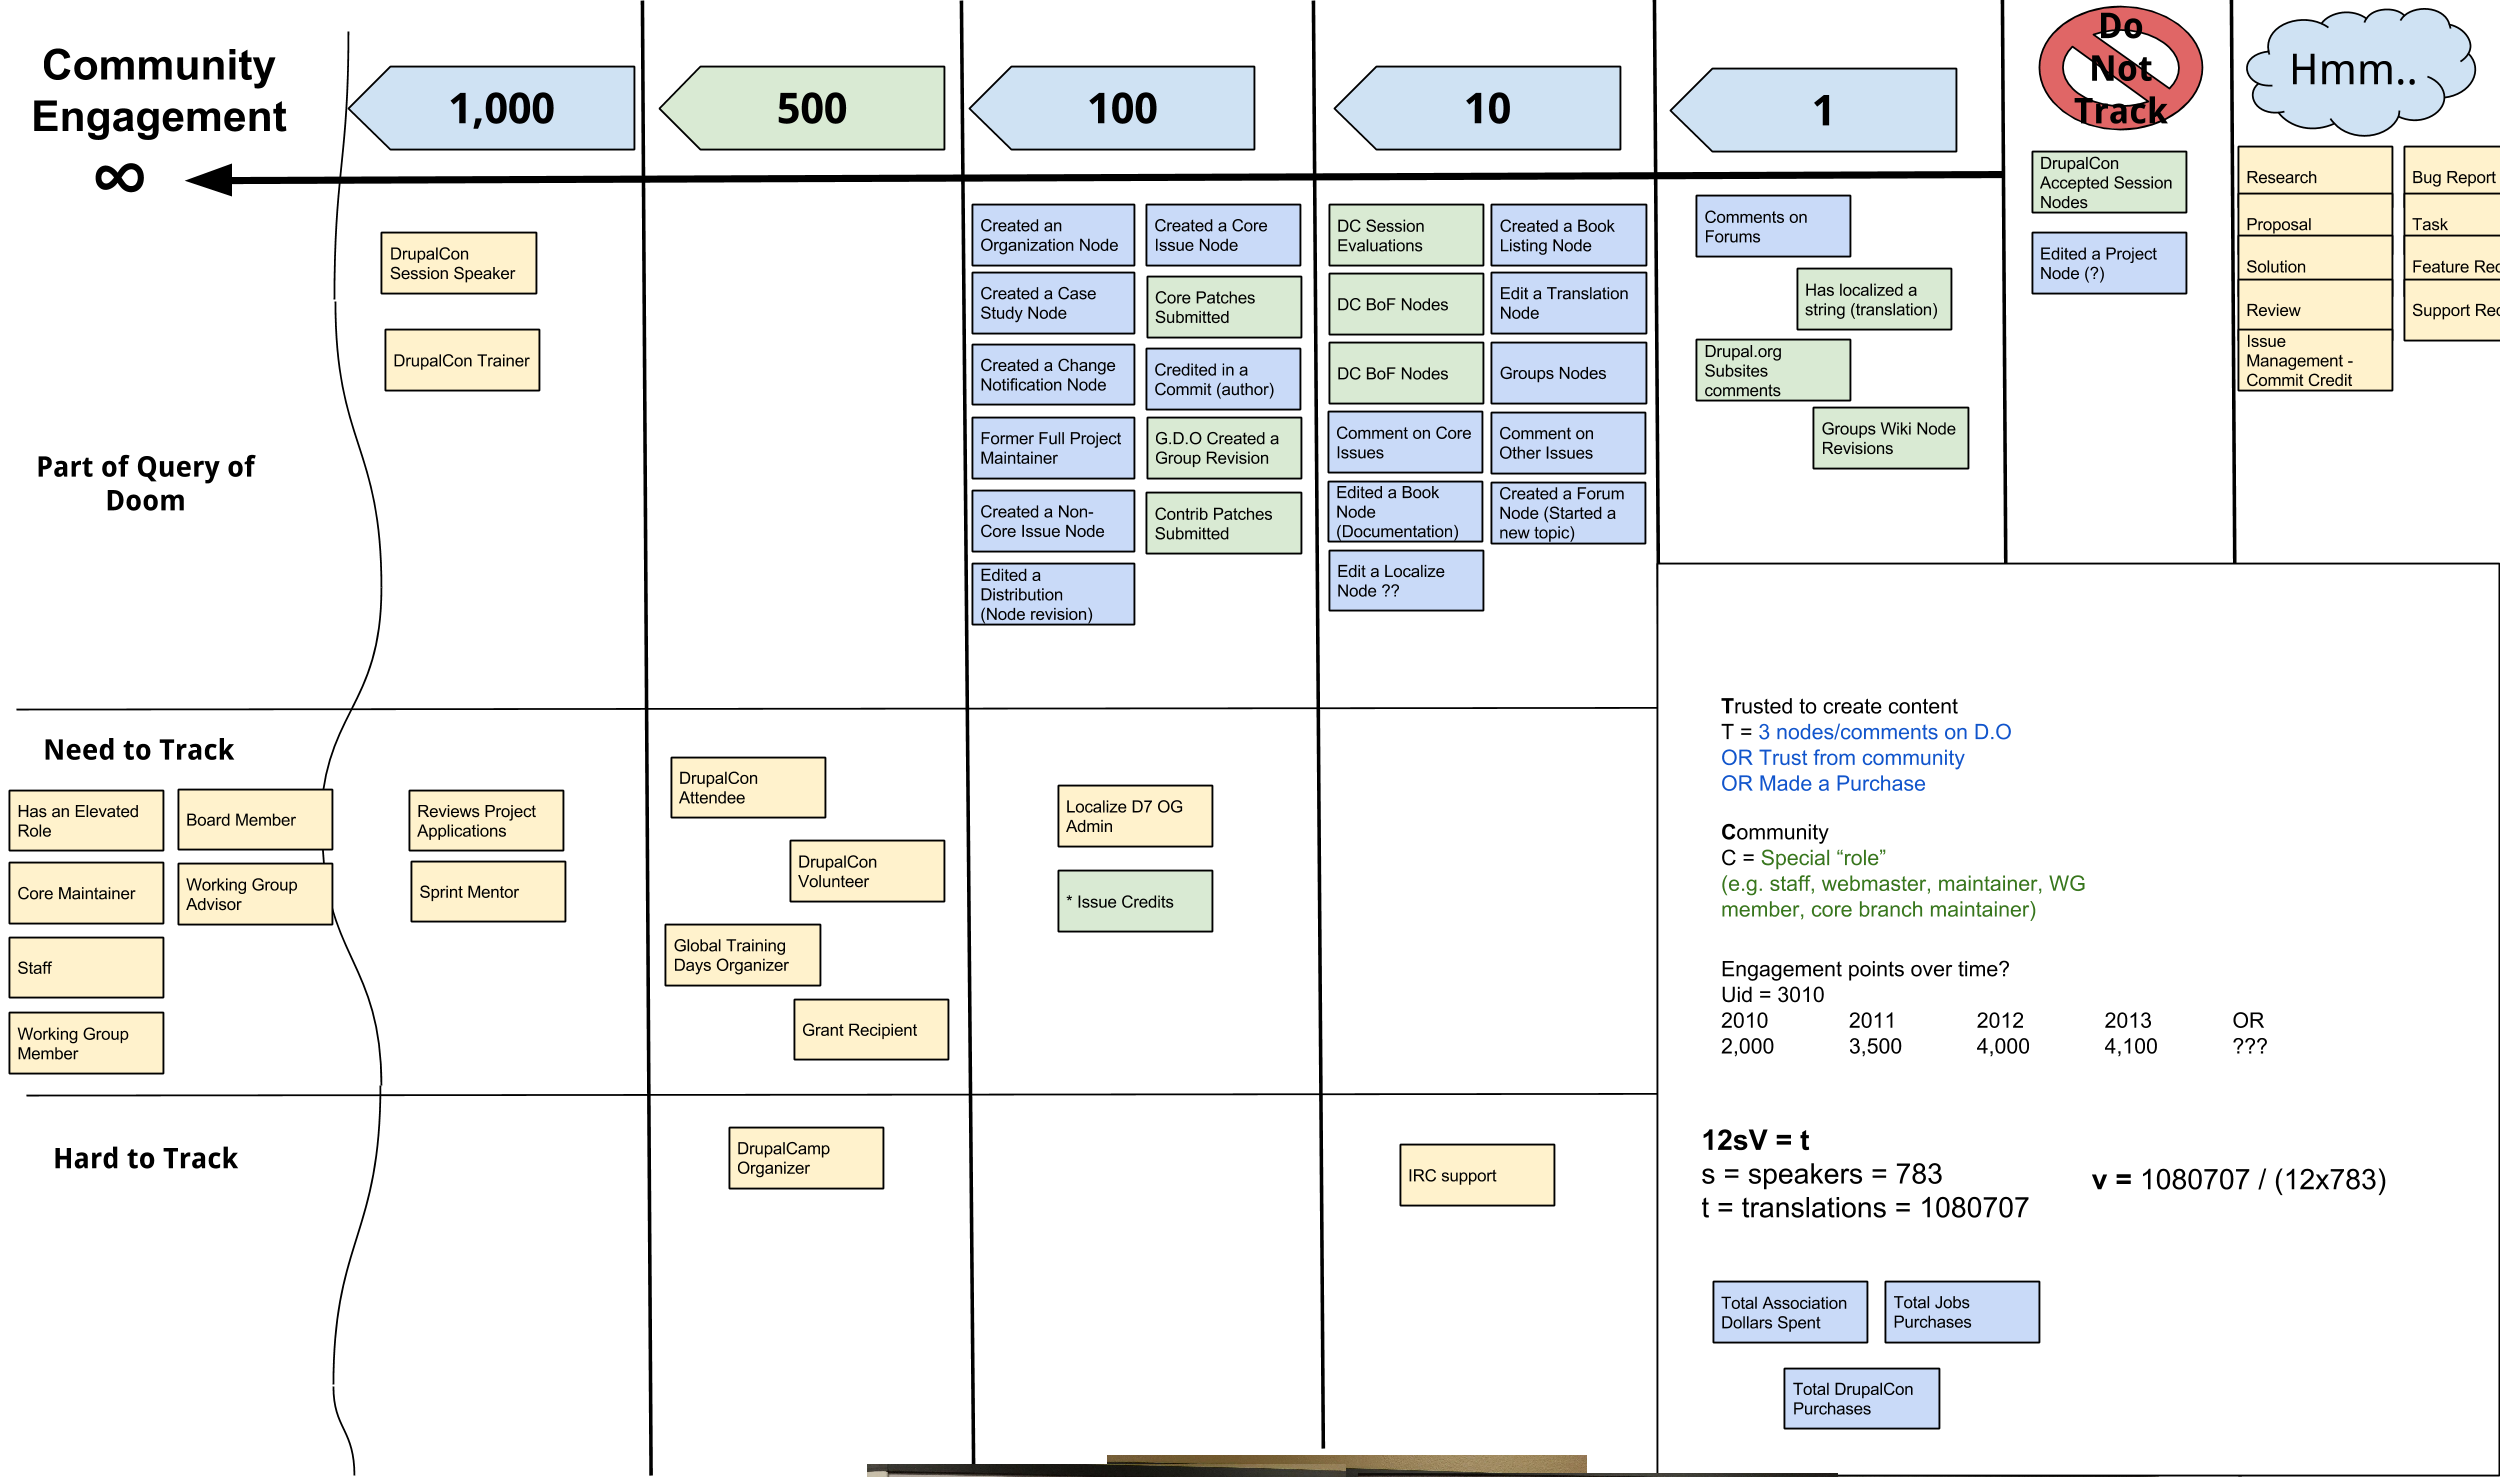 Community
Engagement
∞
1,000
500
100
10
1
Do
Not
Track
Hmm..
Part of Query of
Doom
DrupalCon
Session Speaker
DrupalCon Trainer
Created an
Organization Node
Created a Case
Study Node
Created a Change
Notification Node
Former Full Project
Maintainer
Created a Non-
Core Issue Node
Edited a
Distribution
(Node revision)
Created a Core
Issue Node
Core Patches
Submitted
Credited in a
Commit (author)
G.D.O Created a
Group Revision
Contrib Patches
Submitted
DC Session
Evaluations
DC BoF Nodes
DC BoF Nodes
Comment on Core
Issues
Edited a Book
Node
(Documentation)
Edit a Localize
Node ??
Created a Book
Listing Node
Edit a Translation
Node
Groups Nodes
Comment on
Other Issues
Created a Forum
Node (Started a
new topic)
Comments on
Forums
Has localized a
string (translation)
Drupal.org
Subsites
comments
Groups Wiki Node
Revisions
DrupalCon
Accepted Session
Nodes
Edited a Project
Node (?)
Research
Proposal
Solution
Review
Issue
Management -
Commit Credit
Bug Report
Task
Feature Rec
Support Rec
Need to Track
Has an Elevated
Role
Core Maintainer
Staff
Working Group
Member
Board Member
Working Group
Advisor
Reviews Project
Applications
Sprint Mentor
DrupalCon
Attendee
DrupalCon
Volunteer
Global Training
Days Organizer
Grant Recipient
Localize D7 OG
Admin
* Issue Credits
Hard to Track
DrupalCamp
Organizer
IRC support
Trusted to create content
T = 3 nodes/comments on D.O
OR Trust from community
OR Made a Purchase
Community
C = Special “role”
(e.g. staff, webmaster, maintainer, WG
member, core branch maintainer)
Engagement points over time?
Uid = 3010
2010 2011 2012 2013 OR
2,000 3,500 4,000 4,100 ???
12sV = t
s = speakers = 783
t = translations = 1080707
v = 1080707 / (12x783)
Total Association
Dollars Spent
Total Jobs
Purchases
Total DrupalCon
Purchases